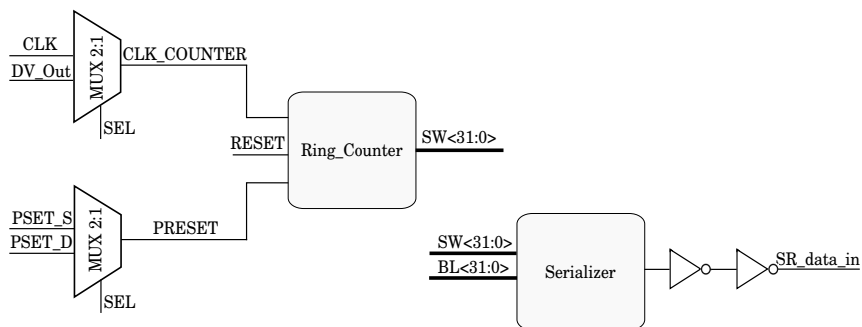 CLK
DV_Out
MUX 2:1
CLK_COUNTER
SEL
RESET
Ring_Counter
SW<31:0>
PSET_S
PSET_D
MUX 2:1
PRESET
SEL
SW<31:0>
BL<31:0>
Serializer
SR_data_in